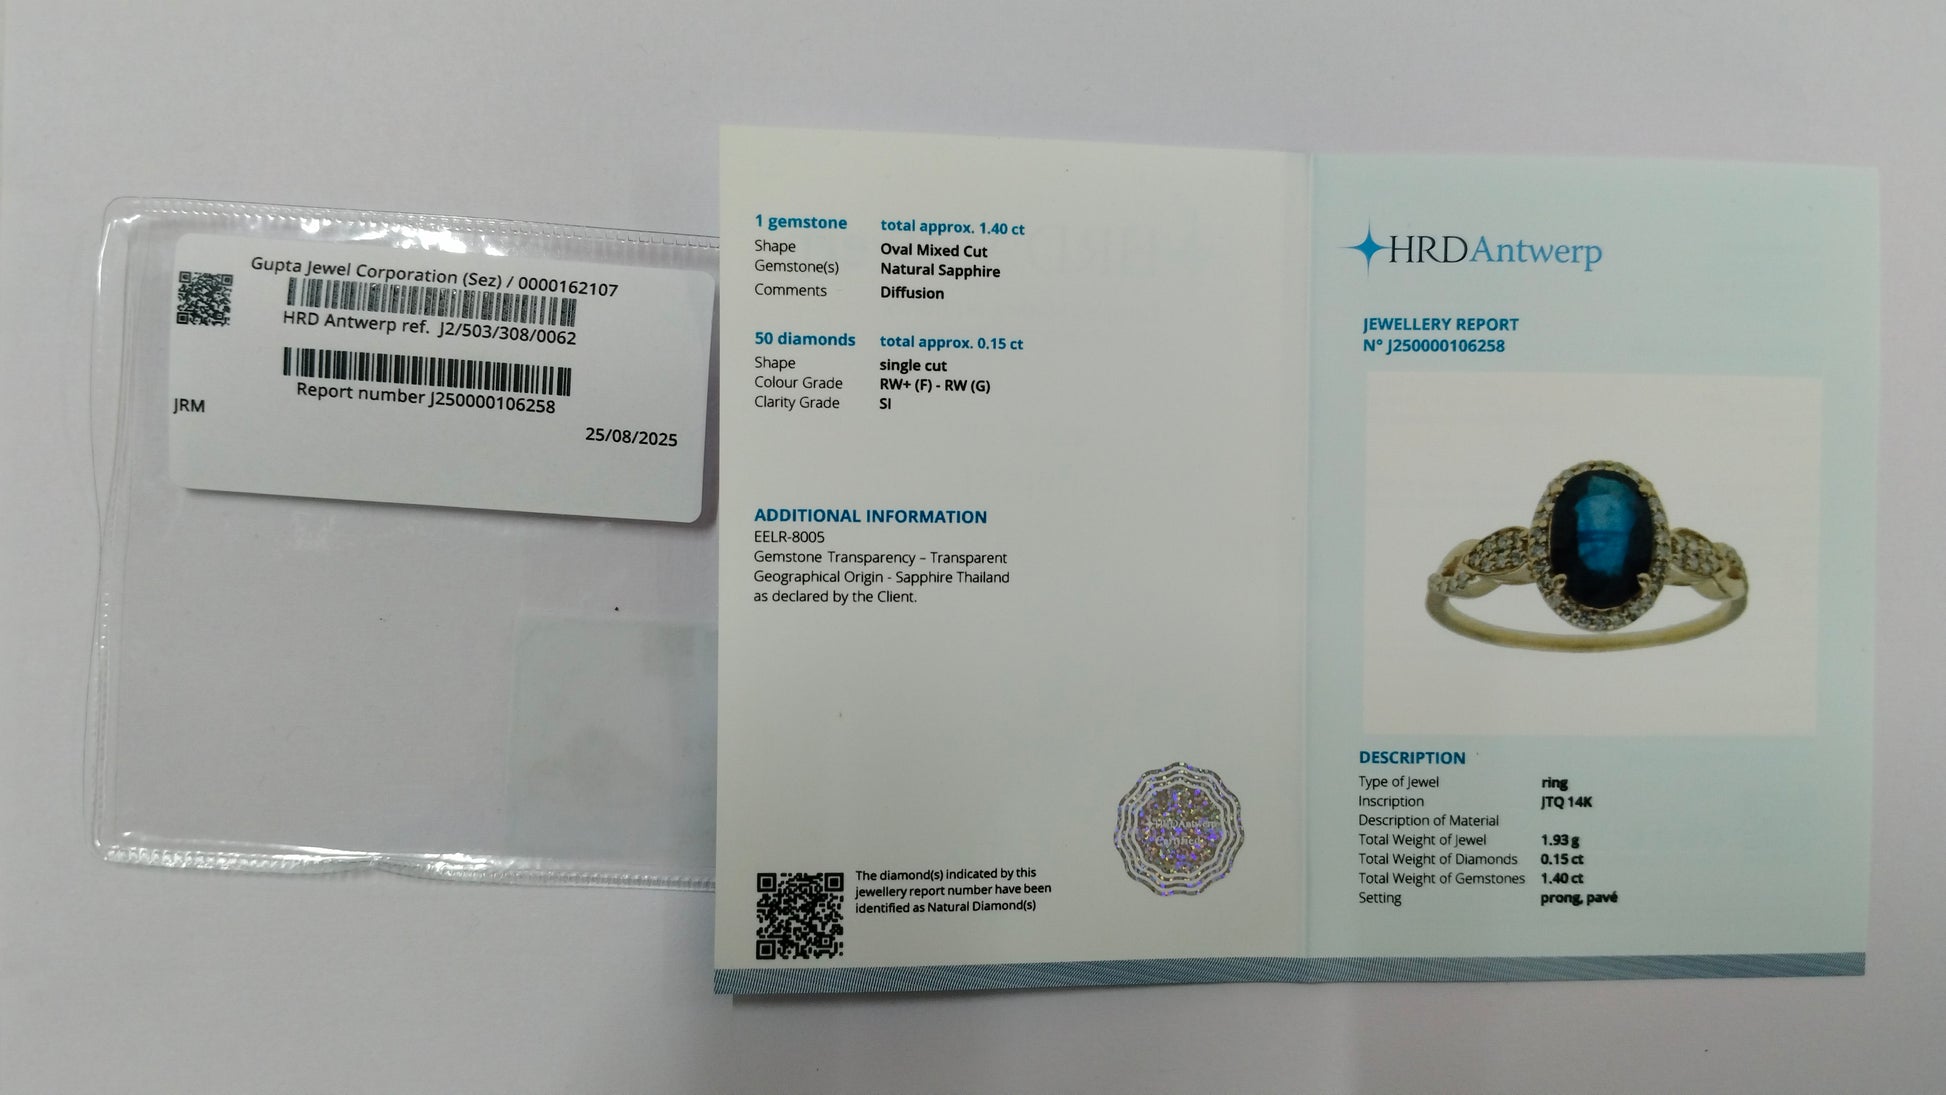 Gupta Jewel Corporation (Sez) / 0000162107
HRD Antwerp ref. J2/503/308/0062
Report number J250000106258
JRM
25/08/2025
1 gemstone total approx. 1.40 ct
Shape Oval Mixed Cut
Gemstone(s) Natural Sapphire
Comments Diffusion
50 diamonds total approx. 0.15 ct
Shape single cut
Colour Grade RW+ (F) - RW (G)
Clarity Grade SI
ADDITIONAL INFORMATION
EELR-8005
Gemstone Transparency – Transparent
Geographical Origin - Sapphire Thailand
as declared by the Client.
The diamond(s) indicated by this
jewellery report number have been
identified as Natural Diamond(s)
HRDAntwerp
HRDAntwerp
JEWELLERY REPORT
N° J250000106258
DESCRIPTION
Type of Jewel ring
Inscription JTQ 14K
Description of Material
Total Weight of Jewel 1.93 g
Total Weight of Diamonds 0.15 ct
Total Weight of Gemstones 1.40 ct
Setting prong, pavé